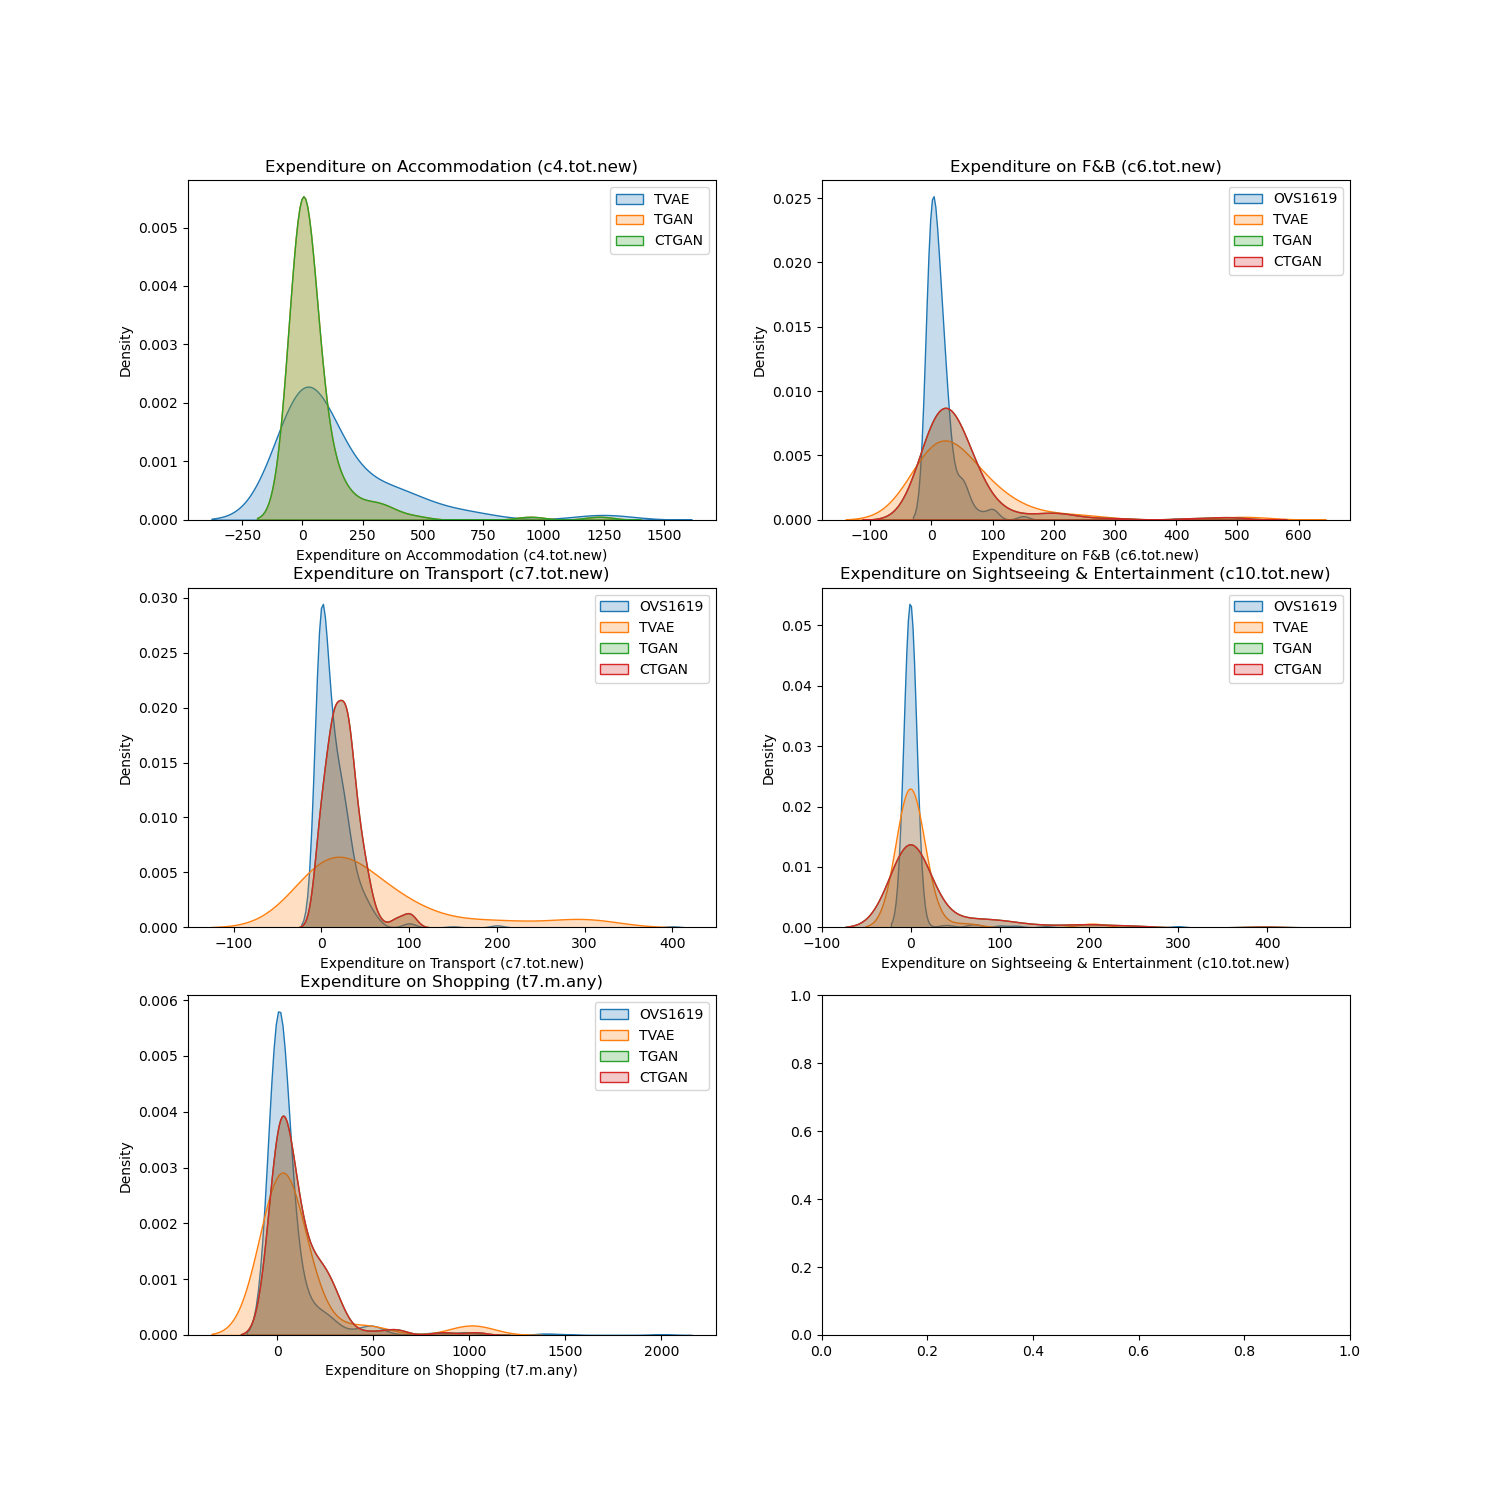 Expenditure on Accommodation (c4.tot.new)
TVAE
TGAN
CTGAN
0.005
0.004
0.003
0.002
0.001
0.000
Density
−250 0 250 500 750 1000 1250 1500
Expenditure on Accommodation (c4.tot.new)
Expenditure on F&B (c6.tot.new)
OVS1619
TVAE
TGAN
CTGAN
0.025
0.020
0.015
0.010
0.005
0.000
Density
−100 0 100 200 300 400 500 600
Expenditure on F&B (c6.tot.new)
Expenditure on Transport (c7.tot.new)
OVS1619
TVAE
TGAN
CTGAN
0.030
0.025
0.020
0.015
0.010
0.005
0.000
Density
−100 0 100 200 300 400
Expenditure on Transport (c7.tot.new)
Expenditure on Sightseeing & Entertainment (c10.tot.new)
OVS1619
TVAE
TGAN
CTGAN
0.05
0.04
0.03
0.02
0.01
0.00
Density
−100 0 100 200 300 400
Expenditure on Sightseeing & Entertainment (c10.tot.new)
Expenditure on Shopping (t7.m.any)
OVS1619
TVAE
TGAN
CTGAN
0.006
0.005
0.004
0.003
0.002
0.001
0.000
Density
0 500 1000 1500 2000
Expenditure on Shopping (t7.m.any)
1.0
0.8
0.6
0.4
0.2
0.0
0.0 0.2 0.4 0.6 0.8 1.0